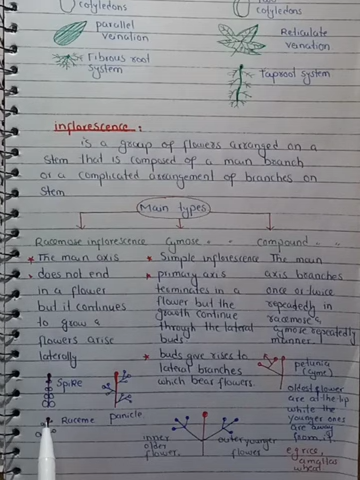 cotyledons
cotyledons
parallel
veination
Reticulate
veination
Fibrous root
system
Taproot system
inflorescence :
is a group of flowers arranged on a
stem that is composed of a main branch
or a complicated arrangement of branches on
stem
Main types
Racemose inflorescence
The main axis
does not end
in a flower
but it continues
to grow &
flowers arise
laterally
Cymose " "
Simple inflorescence
primary axis
terminates in a
flower but the
growth continue
through the lateral
buds
buds give rises to
lateral branches
which bear flowers.
compound " "
The main
axis branches
once or twice
repeatedly in
racemose &
cymose repeatedly
manner.
Spike
Raceme
panicle
petunia
(cyme)
oldest flower
are at the tip
while the
younger ones
are away
from it
e.g rice,
wheat
inner
older
flower
outer younger
flower